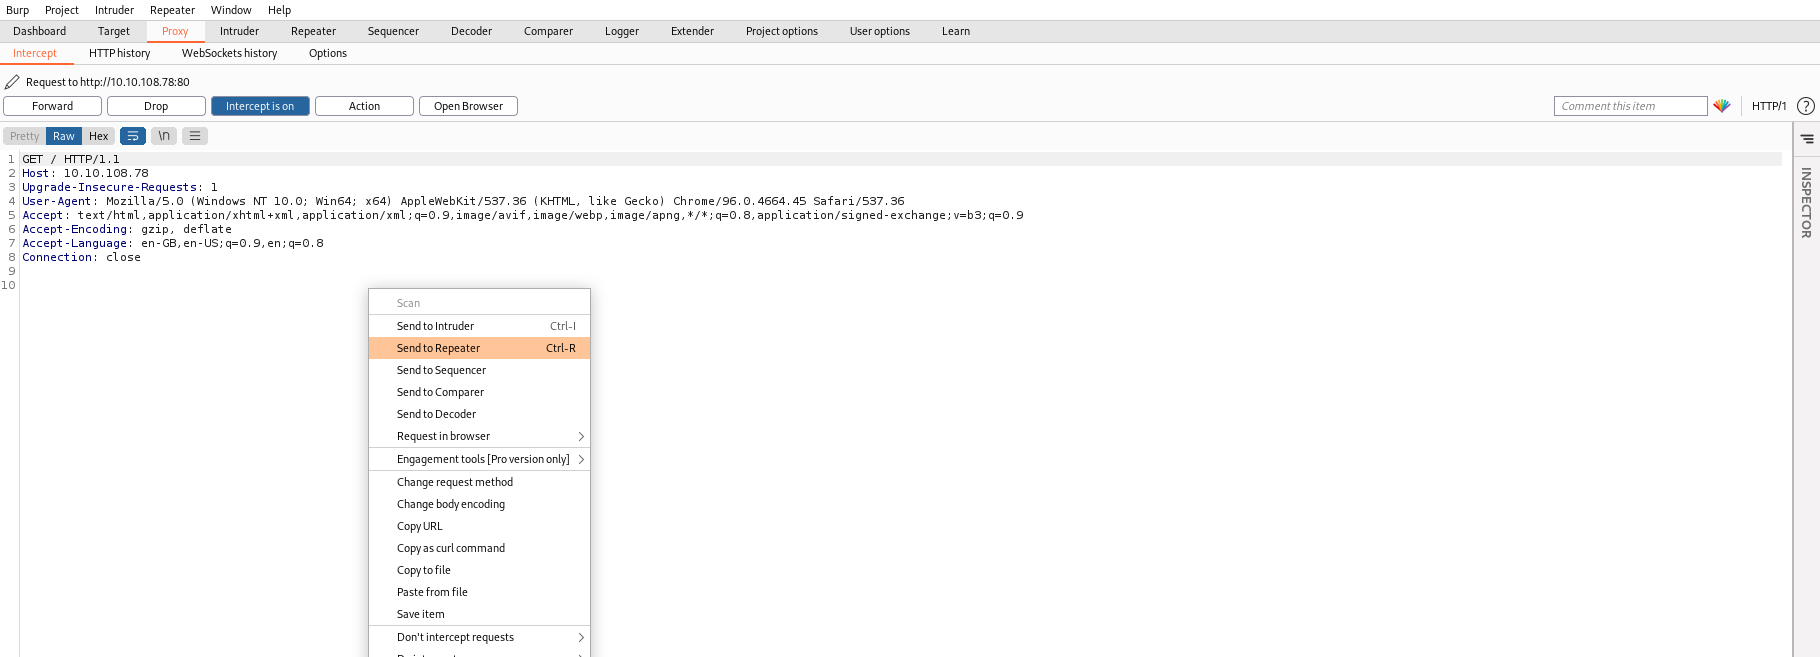 Burp Project Intruder Repeater Window Help
Dashboard Target Proxy Intruder Repeater Sequencer Decoder Comparer Logger Extender Project options User options Learn
Intercept HTTP history WebSockets history Options
Request to http://10.10.108.78:80
Forward Drop Intercept is on Action Open Browser Comment this item HTTP/1 ?
Pretty Raw Hex \n
INSPECTOR
1 GET / HTTP/1.1
2 Host: 10.10.108.78
3 Upgrade-Insecure-Requests: 1
4 User-Agent: Mozilla/5.0 (Windows NT 10.0; Win64; x64) AppleWebKit/537.36 (KHTML, like Gecko) Chrome/96.0.4664.45 Safari/537.36
5 Accept: text/html,application/xhtml+xml,application/xml;q=0.9,image/avif,image/webp,image/apng,*/*;q=0.8,application/signed-exchange;v=b3;q=0.9
6 Accept-Encoding: gzip, deflate
7 Accept-Language: en-GB,en-US;q=0.9,en;q=0.8
8 Connection: close
9
10
Scan
Send to Intruder Ctrl-I
Send to Repeater Ctrl-R
Send to Sequencer
Send to Comparer
Send to Decoder
Request in browser
Engagement tools [Pro version only]
Change request method
Change body encoding
Copy URL
Copy as curl command
Copy to file
Paste from file
Save item
Don't intercept requests